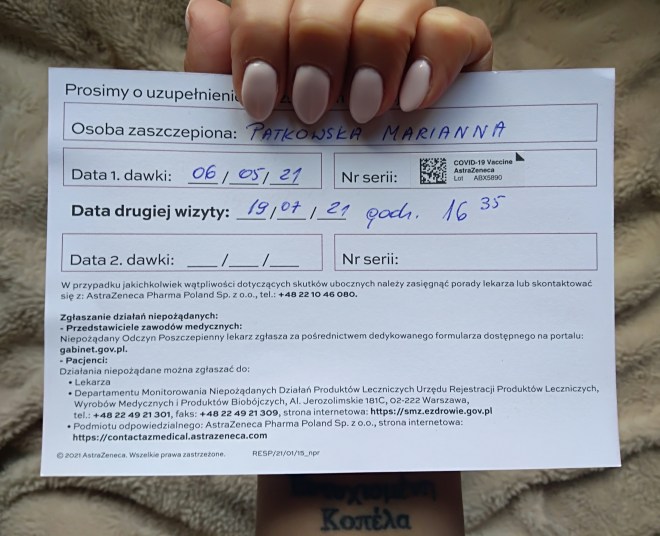 Prosimy o uzupełnienie
Osoba zaszczepiona: PATKOWSKA MARIANNA
Data 1. dawki: 06/05/21
Nr serii: COVID-19 Vaccine
AstraZeneca
Lot ABX5890
Data drugiej wizyty: 19/07/21 godz. 16 35
Data 2. dawki: __/__/__
Nr serii:
W przypadku jakichkolwiek wątpliwości dotyczących skutków ubocznych należy zasięgnąć porady lekarza lub skontaktować
się z: AstraZeneca Pharma Poland Sp. z o.o., tel.: +48 22 10 46 080.
Zgłaszanie działań niepożądanych:
- Przedstawiciele zawodów medycznych:
Niepożądany Odczyn Poszczepienny lekarz zgłasza za pośrednictwem dedykowanego formularza dostępnego na portalu:
gabinet.gov.pl.
- Pacjenci:
Działania niepożądane można zgłaszać do:
• Lekarza
• Departamentu Monitorowania Niepożądanych Działań Produktów Leczniczych Urzędu Rejestracji Produktów Leczniczych,
Wyrobów Medycznych i Produktów Biobójczych, Al. Jerozolimskie 181C, 02-222 Warszawa,
tel.: +48 22 49 21 301, faks: +48 22 49 21 309, strona internetowa: https://smz.ezdrowie.gov.pl
• Podmiotu odpowiedzialnego: AstraZeneca Pharma Poland Sp. z o.o., strona internetowa:
https://contactazmedical.astrazeneca.com
© 2021 AstraZeneca. Wszelkie prawa zastrzeżone.
RESP/21/01/15_npr
Κοπέλα